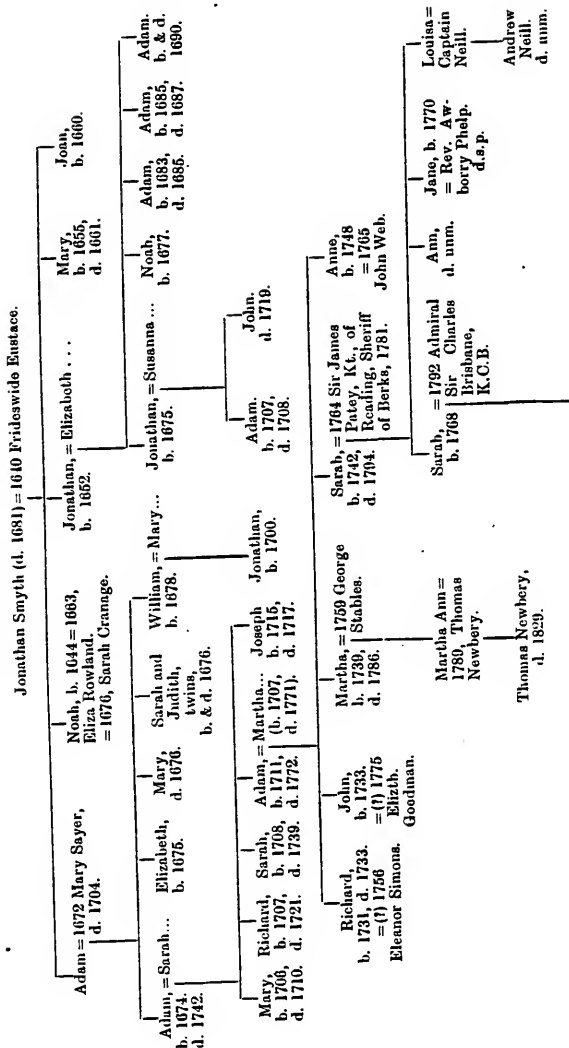 Jonathan Smyth (d. 1681) = 1640 Frideswide Eustace.
Adam = 1672 Mary Sayer,
d. 1704.
Noah, b. 1644 = 1663,
Eliza Rowland.
= 1676, Sarah Cranage.
Jonathan, = Elizabeth . . .
b. 1652.
Mary,
b. 1655,
d. 1661.
Joan,
b. 1660.
Adam, = Sarah...
b. 1674.
d. 1742.
Elizabeth,
b. 1675.
Mary,
d. 1676.
Sarah and
Judith,
twins,
b. & d. 1676.
William, = Mary...
b. 1678.
Jonathan, = Susanna ...
b. 1675.
Noah,
b. 1677.
Adam,
b. 1683,
d. 1685.
Adam,
b. 1685,
d. 1687.
Adam.
b. & d.
1690.
Mary,
b. 1706,
d. 1710.
Richard,
b. 1707,
d. 1721.
Sarah,
b. 1708,
d. 1739.
Adam, = Martha...
b. 1711, (b. 1707,
d. 1772. d. 1771).
Joseph
b. 1715,
d. 1717.
Jonathan,
b. 1700.
Adam.
b. 1707,
d. 1708.
John.
d. 1719.
Richard,
b. 1731, d. 1733.
= (?) 1756
Eleanor Simons.
John,
b. 1733.
= (?) 1775
Elizth.
Goodman.
Martha, = 1759 George
b. 1739, Stables.
d. 1786.
Sarah, = 1764 Sir James
b. 1742, Patey, Kt., of
d. 1794. Reading, Sheriff
of Berks, 1781.
Anne,
b. 1748
= 1765
John Web.
Martha Ann =
1789, Thomas
Newbery.
Sarah, = 1792 Admiral
b. 1768 Sir Charles
Brisbane,
K.C.B.
Ann,
d. unm.
Jane, b. 1770
= Rev. Aw-
borry Phelp.
d.s.p.
Louisa =
Captain
Neill.
Thomas Newbery,
d. 1829.
Andrew
Neill.
d. unm.